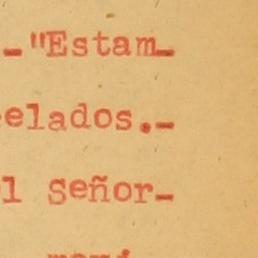 -"Estam-
elados.-
l señor-